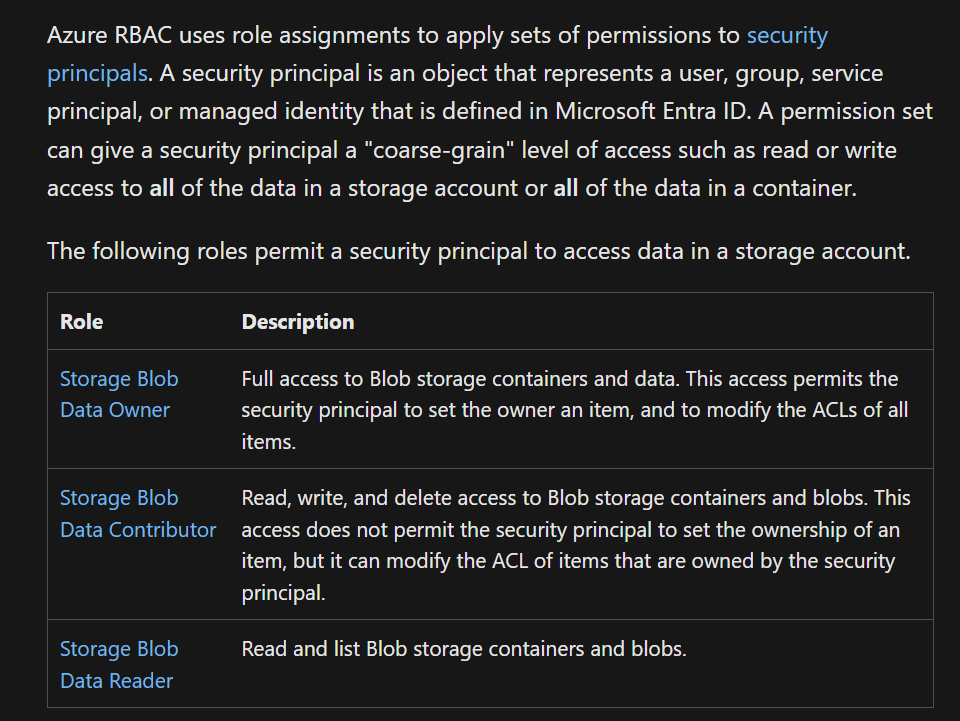 Azure RBAC uses role assignments to apply sets of permissions to security
principals. A security principal is an object that represents a user, group, service
principal, or managed identity that is defined in Microsoft Entra ID. A permission set
can give a security principal a "coarse-grain" level of access such as read or write
access to all of the data in a storage account or all of the data in a container.
The following roles permit a security principal to access data in a storage account.
Role Description
Storage Blob Full access to Blob storage containers and data. This access permits the
Data Owner security principal to set the owner an item, and to modify the ACLs of all
items.
Storage Blob Read, write, and delete access to Blob storage containers and blobs. This
Data Contributor access does not permit the security principal to set the ownership of an
item, but it can modify the ACL of items that are owned by the security
principal.
Storage Blob Read and list Blob storage containers and blobs.
Data Reader